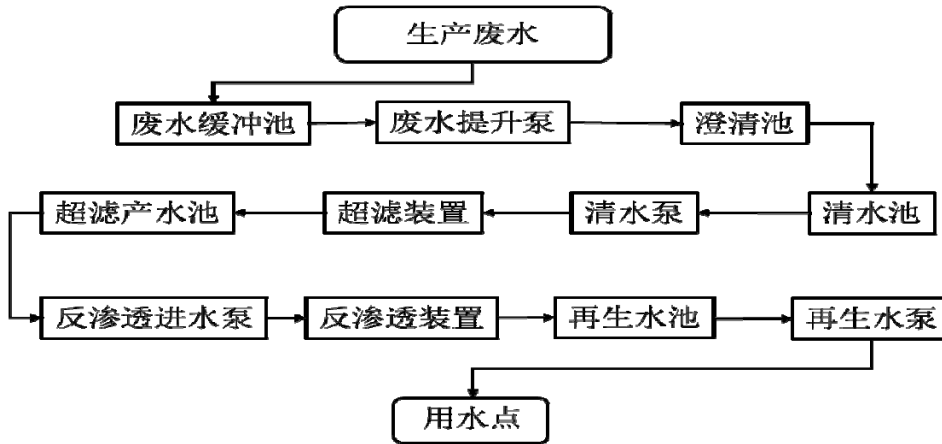 生产废水
废水缓冲池
废水提升泵
澄清池
超滤产水池
超滤装置
清水泵
清水池
反渗透进水泵
反渗透装置
再生水池
再生水泵
用水点